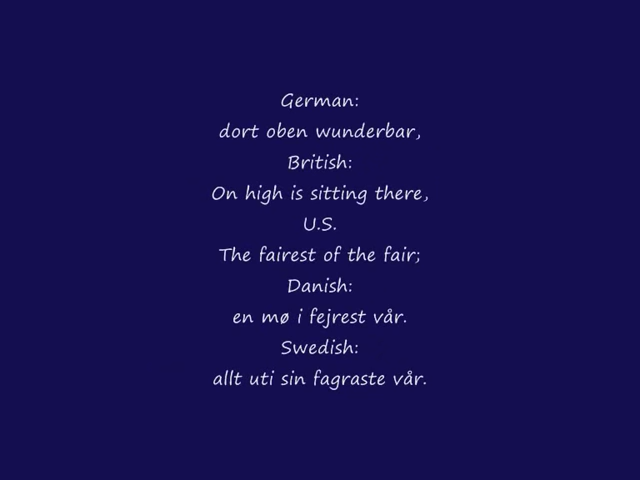 German:
dort oben wunderbar,
British:
On high is sitting there,
U.S.
The fairest of the fair;
Danish:
en mø i fejrest vår.
Swedish:
allt uti sin fagraste vår.